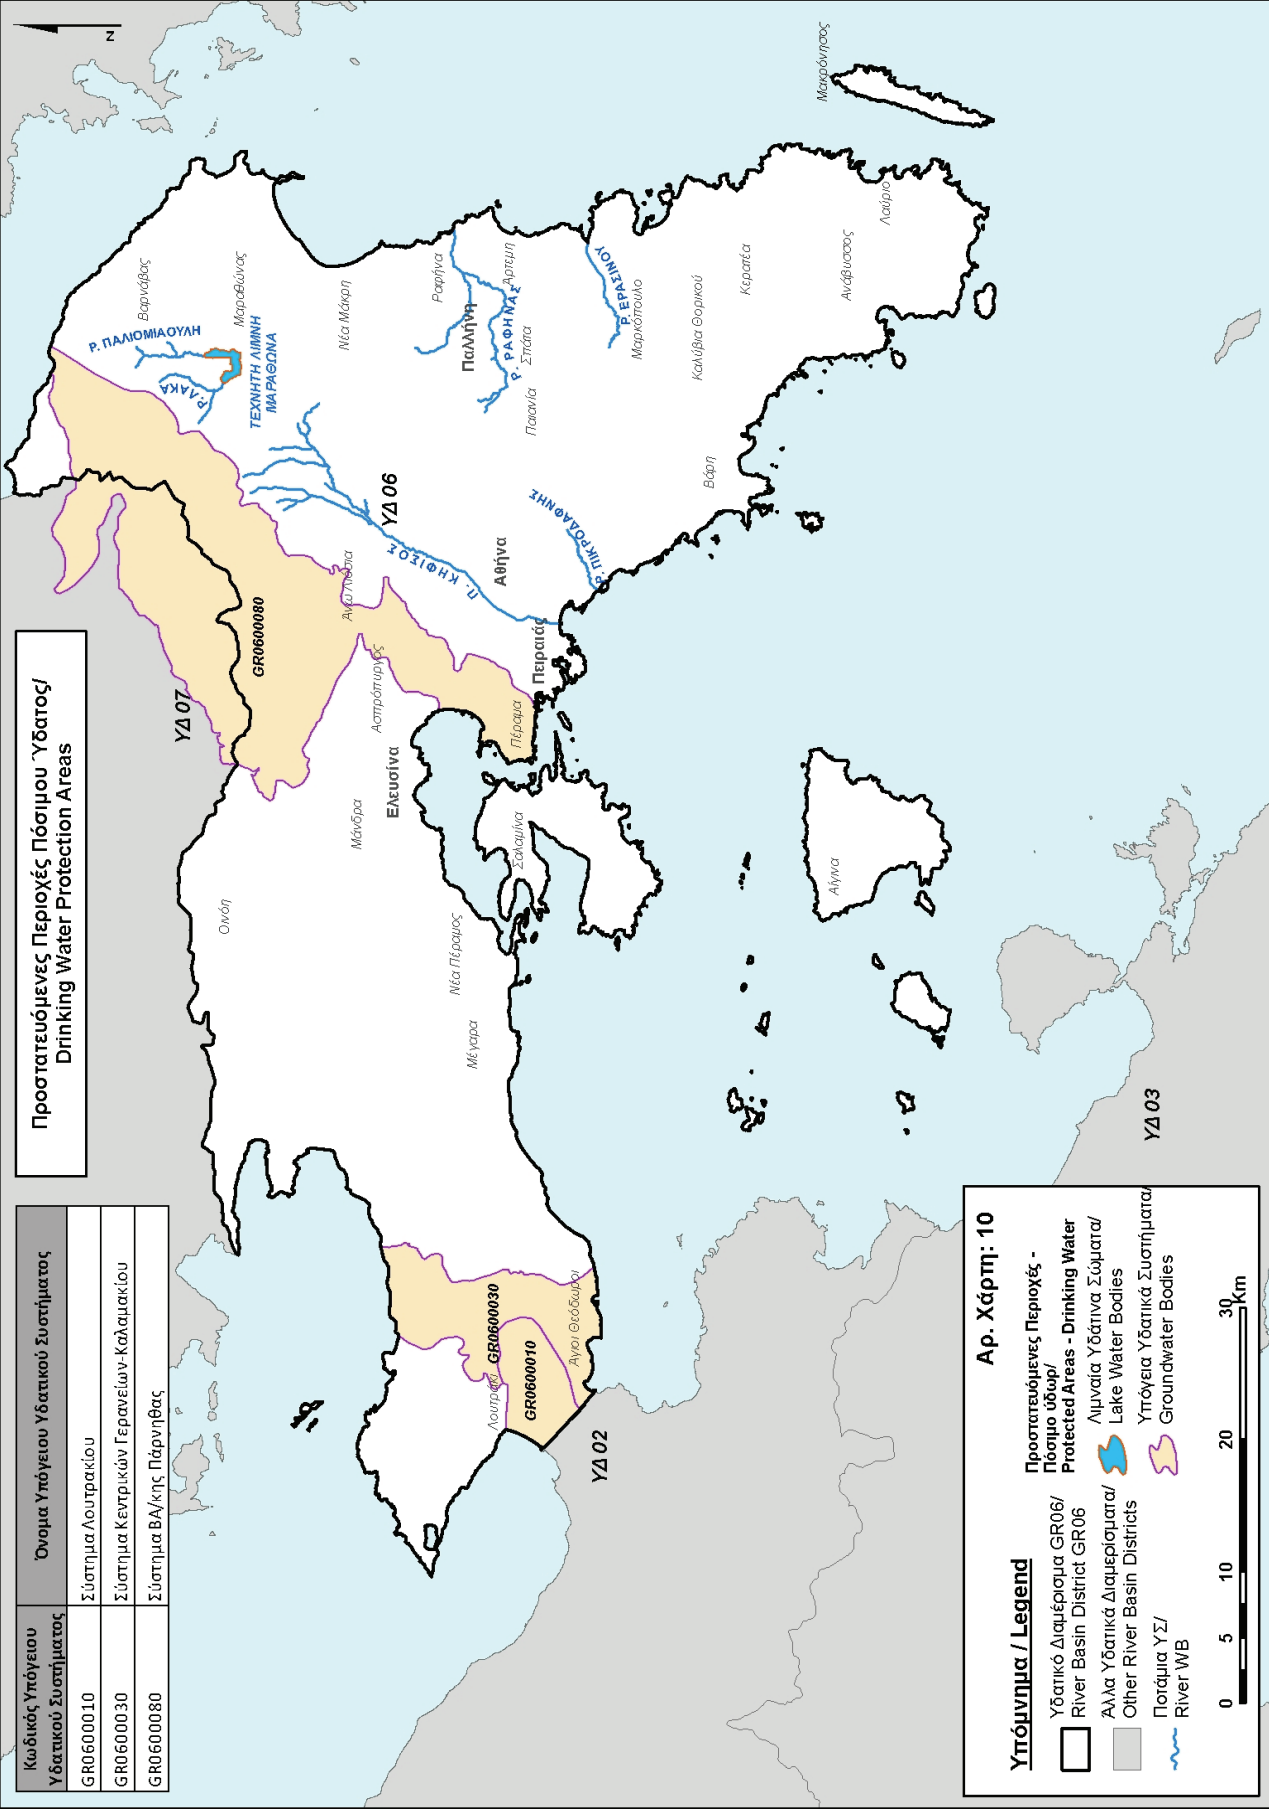 Κωδικός Υπόγειου
Υδατικού Συστήματος
Όνομα Υπόγειου Υδατικού Συστήματος
GR0600010
Σύστημα Λουτρακίου
GR0600030
Σύστημα Κεντρικών Γερανείων-Καλαμακίου
GR0600080
Σύστημα ΒΑ/κης Πάρνηθας
Προστατευόμενες Περιοχές Πόσιμου Ύδατος/
Drinking Water Protection Areas
Z
Βαρνάβας
Ρ. ΠΑΛΙΟΜΙΑΟΥΛΗ
Ρ. ΛΑΚΑ
Μαραθώνας
ΤΕΧΝΗΤΗ ΛΙΜΝΗ
ΜΑΡΑΘΩΝΑ
Νέα Μάκρη
ΥΔ 07
GR0600080
Οινόη
Μάνδρα
Άνω Λιόσια
Ασπρόπυργος
Ελευσίνα
ΥΔ 06
Π. ΚΗΦΙΣΟΣ
Ραφήνα
Παλλήνη
Ρ. ΡΑΦΗΝΑΣ
Άρτεμη
Σπάτα
Παιανία
Αθήνα
Πειραιάς
Πέραμα
Σαλαμίνα
Νέα Πέραμος
Μέγαρα
Ρ. ΠΙΚΡΟΔΑΦΝΗΣ
Ρ. ΕΡΑΣΙΝΟΥ
Μαρκόπουλο
Καλύβια Θορικού
Βάρη
Κερατέα
Μακρόνησος
Ανάβυσσος
Λαύριο
Αίγινα
GR0600030
Λουτράκι
GR0600010
Άγιοι Θεόδωροι
ΥΔ 02
ΥΔ 03
Αρ. Χάρτη: 10
Υπόμνημα / Legend
Υδατικό Διαμέρισμα GR06/
River Basin District GR06
Άλλα Υδατικά Διαμερίσματα/
Other River Basin Districts
Ποτάμια ΥΣ/
River WB
Προστατευόμενες Περιοχές -
Πόσιμο ύδωρ/
Protected Areas - Drinking Water
Λιμναία Υδάτινα Σώματα/
Lake Water Bodies
Υπόγεια Υδατικά Συστήματα/
Groundwater Bodies
0 5 10 20 30
Km